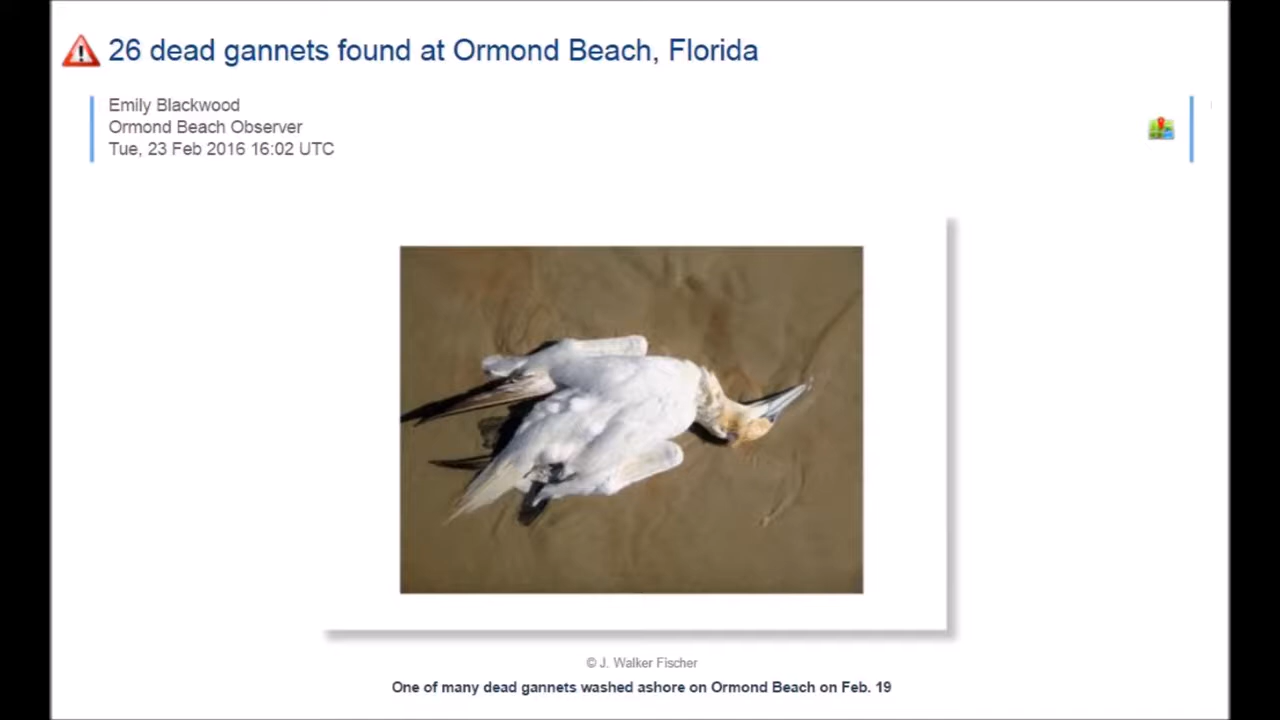 26 dead gannets found at Ormond Beach, Florida
Emily Blackwood
Ormond Beach Observer
Tue, 23 Feb 2016 16:02 UTC
© J. Walker Fischer
One of many dead gannets washed ashore on Ormond Beach on Feb. 19